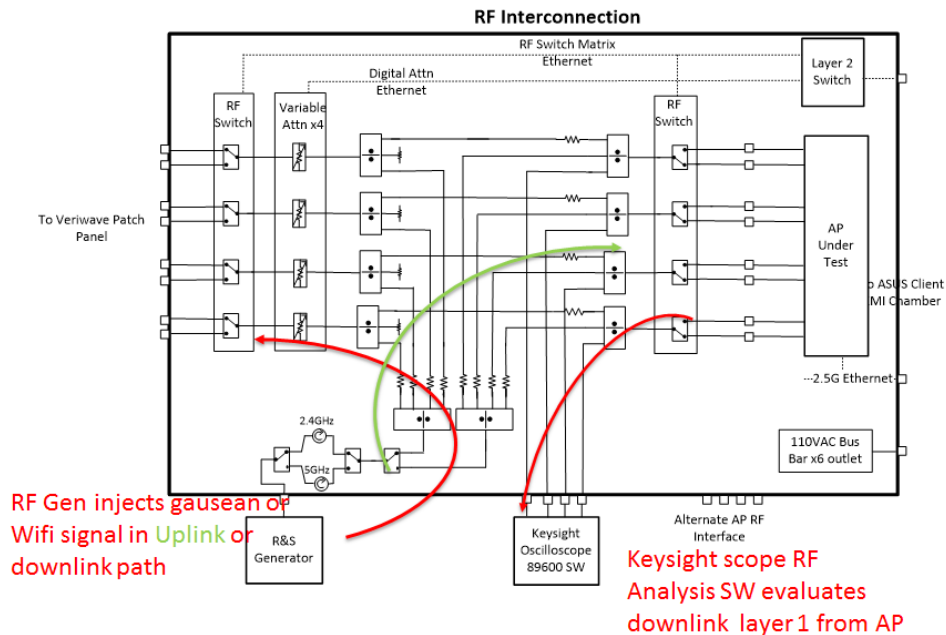 RF Interconnection
RF Switch Matrix
Ethernet
Layer 2
Switch
Digital Attn
Ethernet
RF
Switch
Variable
Attn x4
RF
Switch
To Veriwave Patch
Panel
AP
Under
Test
o ASUS Client
MI Chamber
2.5G Ethernet
2.4GHz
5GHz
110VAC Bus
Bar x6 outlet
RF Gen injects gausean or
Wifi signal in Uplink or
downlink path
R&S
Generator
Keysight
Oscilloscope
89600 SW
Alternate AP RF
Interface
Keysight scope RF
Analysis SW evaluates
downlink layer 1 from AP